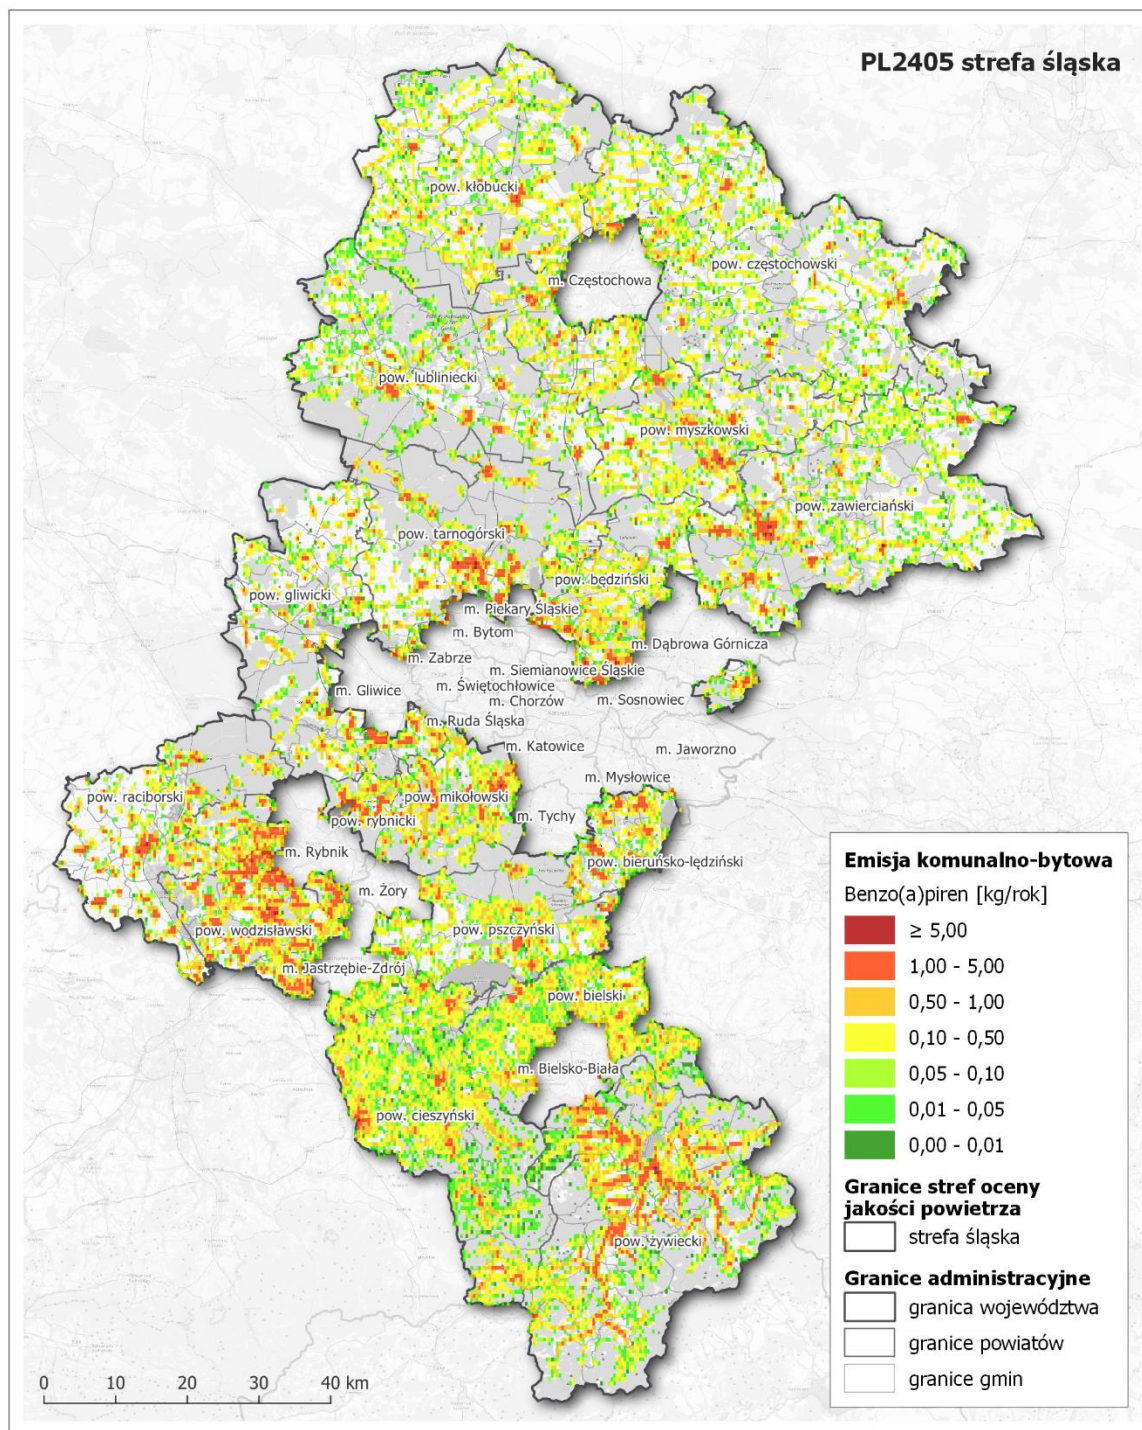 PL2405 strefa śląska
pow. kłobucki
pow. częstochowski
m. Częstochowa
pow. lubliniecki
pow. myszkowski
pow. zawierciański
pow. tarnogórski
pow. będziński
pow. gliwicki
m. Piekary Śląskie
m. Bytom
m. Dąbrowa Górnicza
m. Zabrze
m. Siemianowice Śląskie
m. Świętochłowice
m. Gliwice
m. Chorzów
m. Sosnowiec
m. Ruda Śląska
m. Katowice
m. Jaworzno
m. Mysłowice
pow. raciborski
pow. mikołowski
m. Tychy
pow. rybnicki
m. Rybnik
pow. bieruńsko-lędziński
m. Żory
pow. wodzisławski
pow. pszczyński
m. Jastrzębie-Zdrój
pow. bielski
m. Bielsko-Biała
pow. cieszyński
pow. żywiecki
Emisja komunalno-bytowa
Benzo(a)piren [kg/rok]
≥ 5,00
1,00 - 5,00
0,50 - 1,00
0,10 - 0,50
0,05 - 0,10
0,01 - 0,05
0,00 - 0,01
Granice stref oceny
jakości powietrza
strefa śląska
Granice administracyjne
granica województwa
granice powiatów
granice gmin
0 10 20 30 40 km